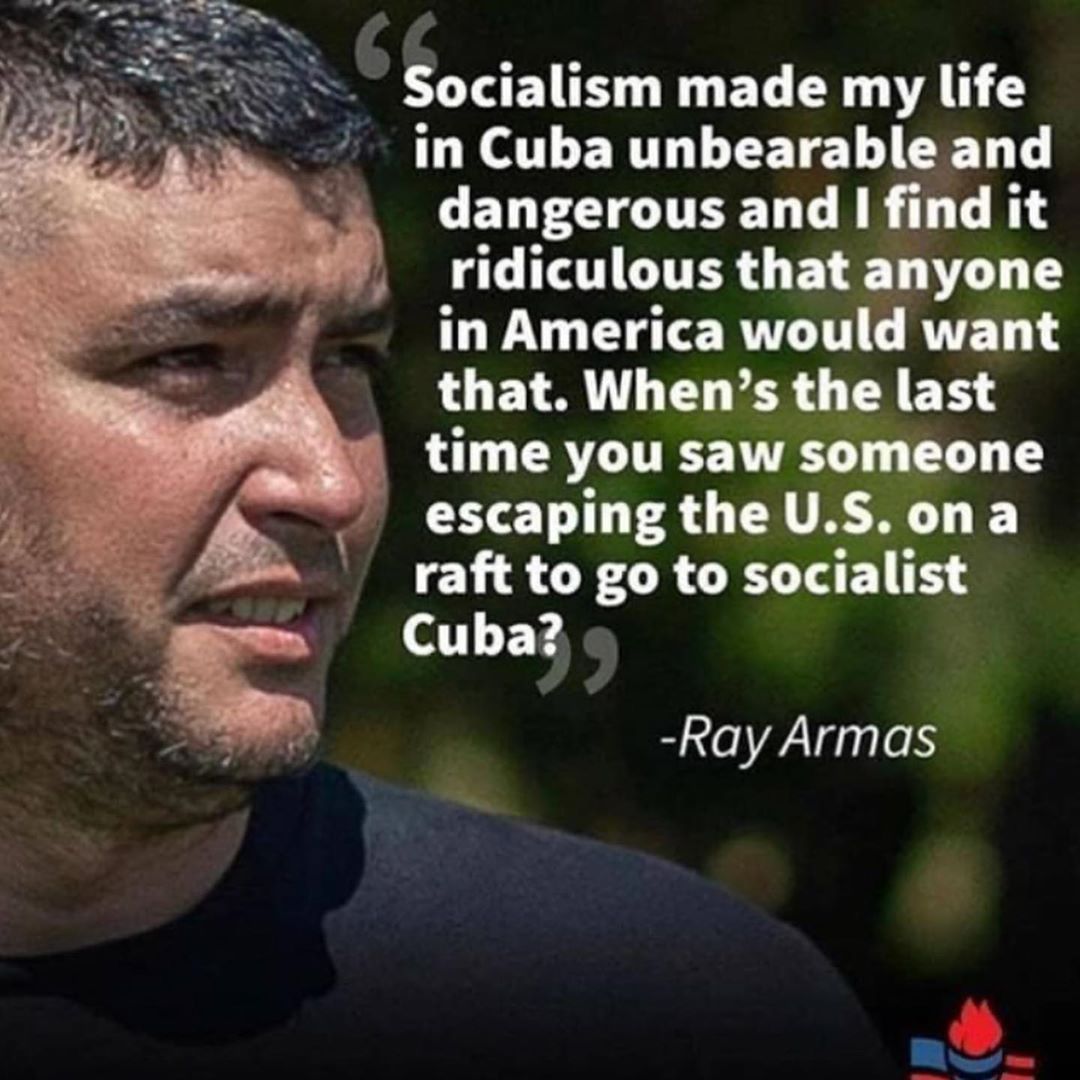 “Socialism made my life
in Cuba unbearable and
dangerous and I find it
ridiculous that anyone
in America would want
that. When’s the last
time you saw someone
escaping the U.S. on a
raft to go to socialist
Cuba?”
-Ray Armas